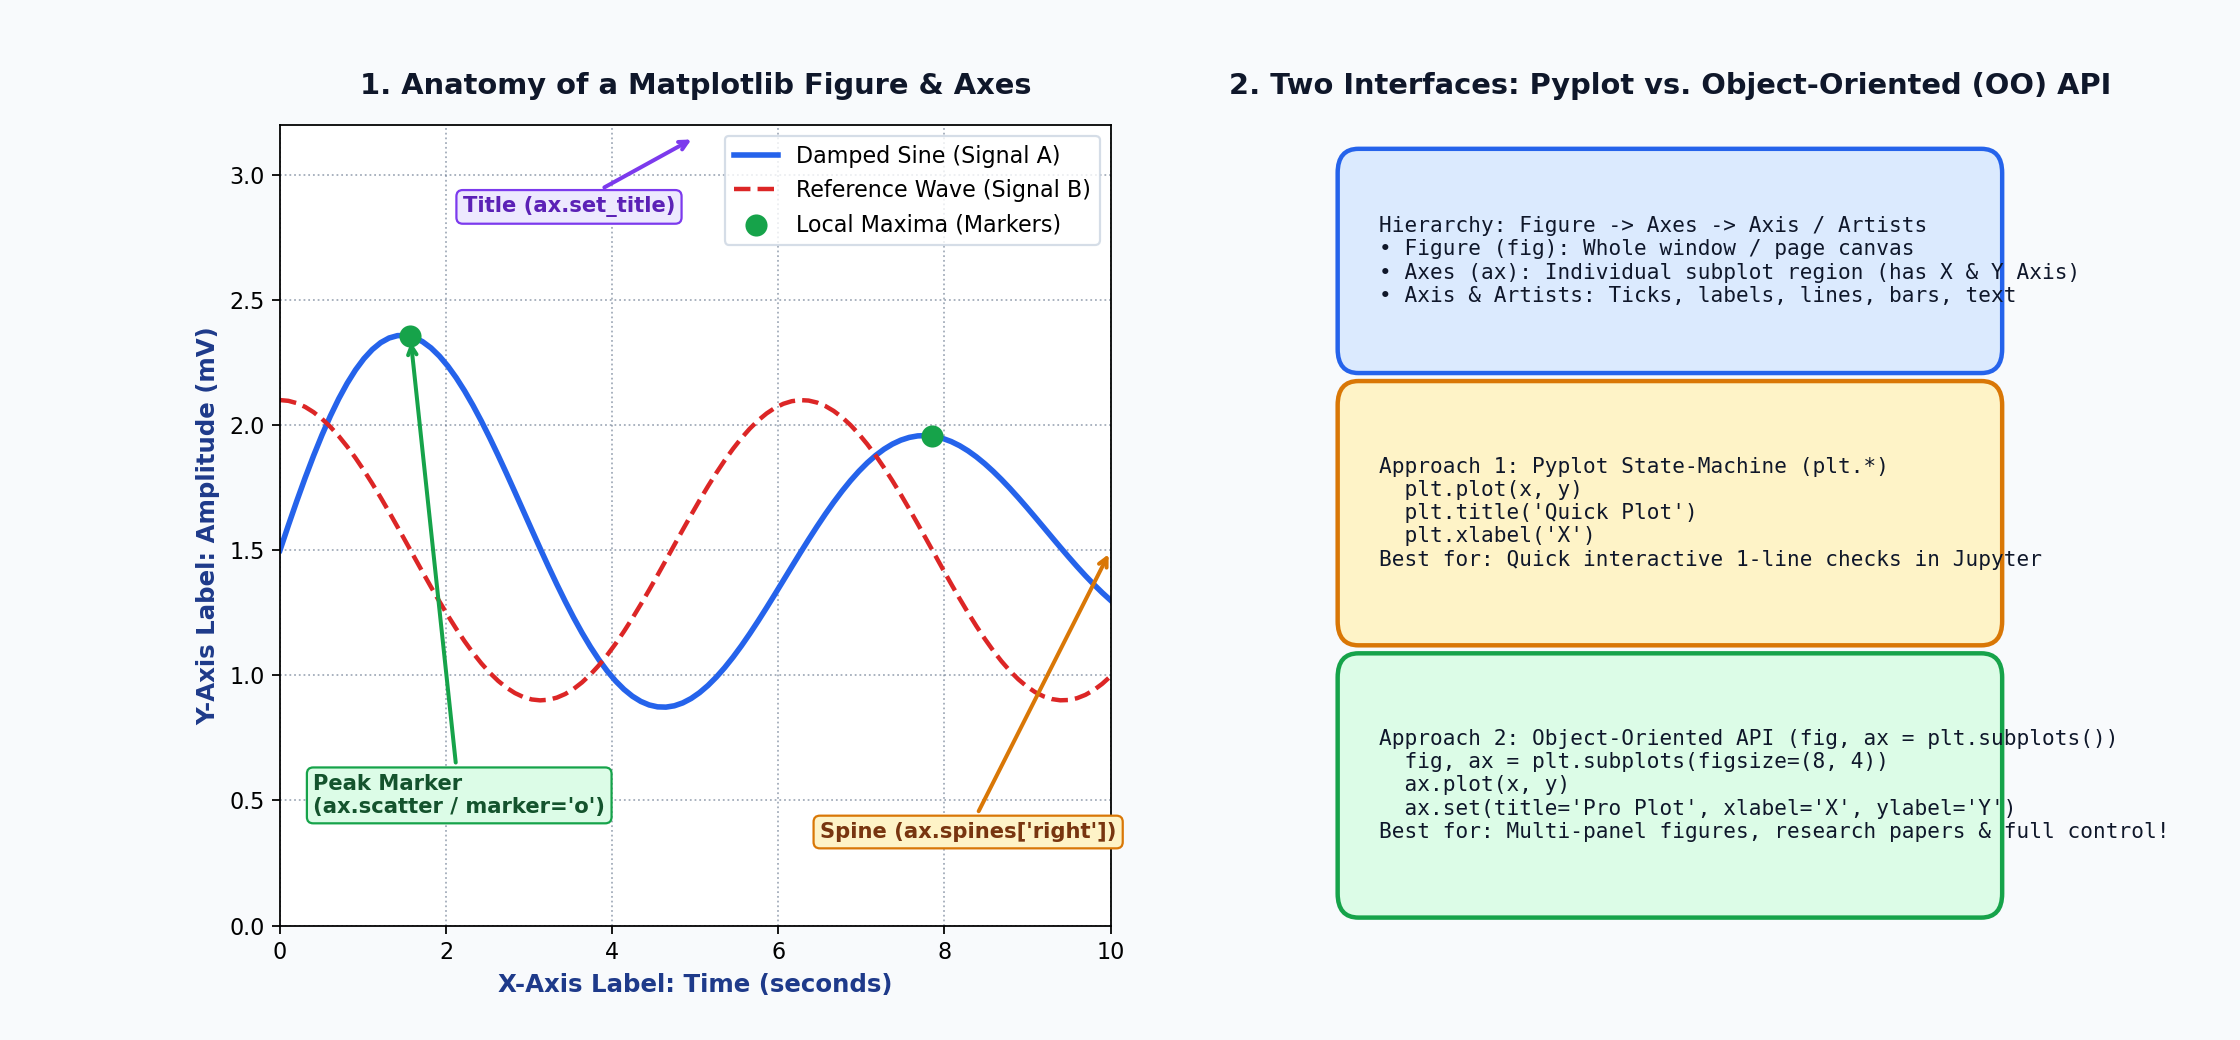 1. Anatomy of a Matplotlib Figure & Axes
3.0
2.5
2.0
1.5
1.0
0.5
0.0
0
2
4
6
8
10
Y-Axis Label: Amplitude (mV)
X-Axis Label: Time (seconds)
Title (ax.set_title)
Damped Sine (Signal A)
Reference Wave (Signal B)
Local Maxima (Markers)
Peak Marker
(ax.scatter / marker='o')
Spine (ax.spines['right'])
2. Two Interfaces: Pyplot vs. Object-Oriented (OO) API
Hierarchy: Figure -> Axes -> Axis / Artists
• Figure (fig): Whole window / page canvas
• Axes (ax): Individual subplot region (has X & Y Axis)
• Axis & Artists: Ticks, labels, lines, bars, text
Approach 1: Pyplot State-Machine (plt.*)
  plt.plot(x, y)
  plt.title('Quick Plot')
  plt.xlabel('X')
Best for: Quick interactive 1-line checks in Jupyter
Approach 2: Object-Oriented API (fig, ax = plt.subplots())
  fig, ax = plt.subplots(figsize=(8, 4))
  ax.plot(x, y)
  ax.set(title='Pro Plot', xlabel='X', ylabel='Y')
Best for: Multi-panel figures, research papers & full control!